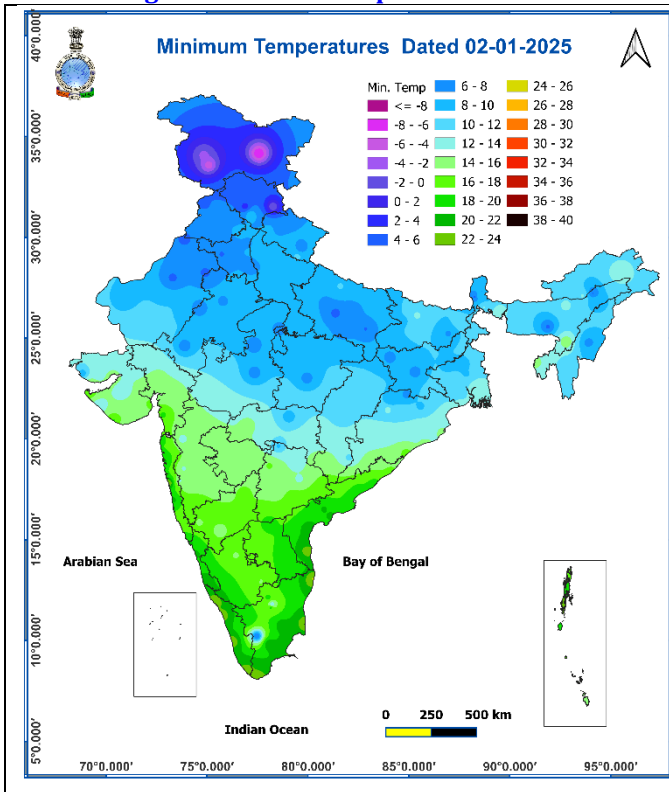 Minimum Temperatures Dated 02-01-2025
Min. Temp
<= -8
-8 - -6
-6 - -4
-4 - -2
-2 - 0
0 - 2
2 - 4
4 - 6
6 - 8
8 - 10
10 - 12
12 - 14
14 - 16
16 - 18
18 - 20
20 - 22
22 - 24
24 - 26
26 - 28
28 - 30
30 - 32
32 - 34
34 - 36
36 - 38
38 - 40
40°0.000'
35°0.000'
30°0.000'
25°0.000'
20°0.000'
15°0.000'
10°0.000'
5°0.000'
Arabian Sea
Bay of Bengal
Indian Ocean
0 250 500 km
70°0.000' 75°0.000' 80°0.000' 85°0.000' 90°0.000' 95°0.000'